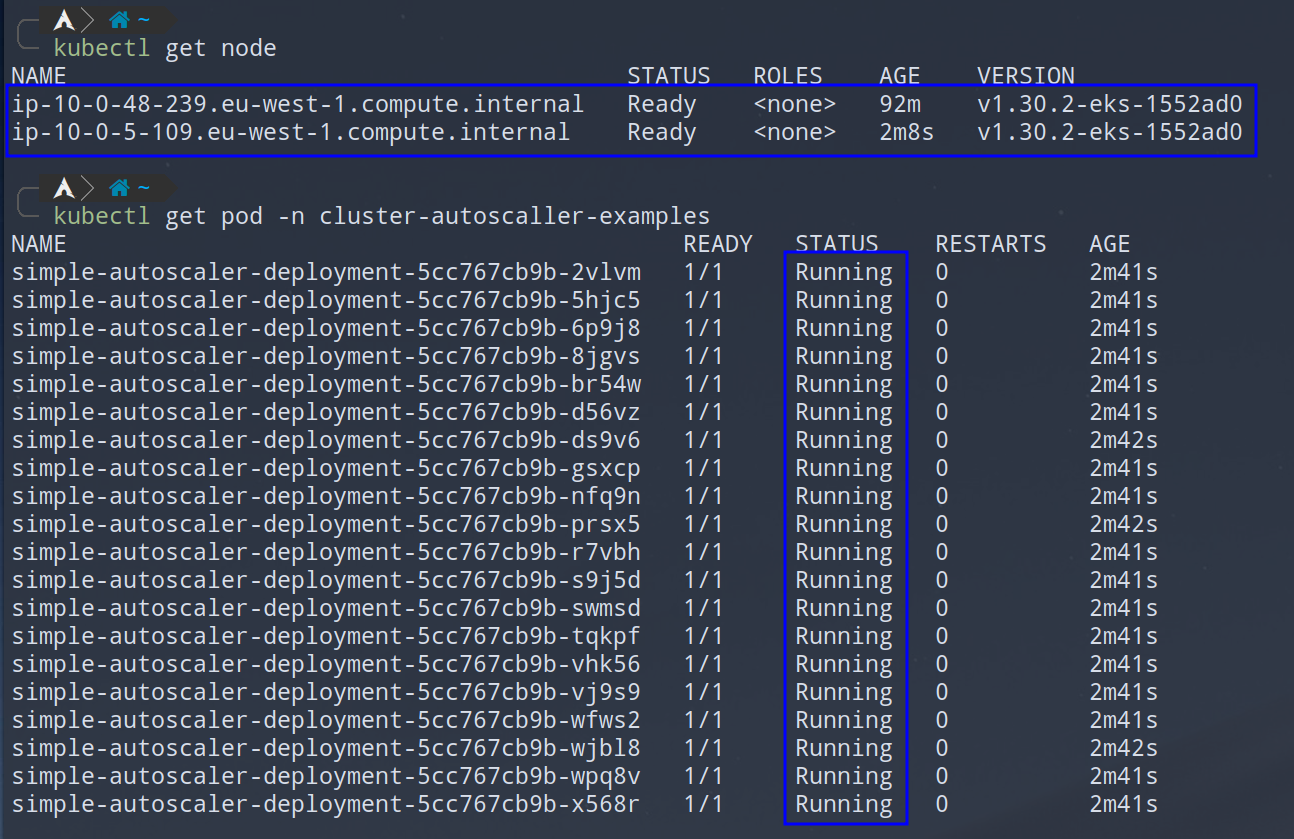 ~
kubectl get node
NAME STATUS ROLES AGE VERSION
ip-10-0-48-239.eu-west-1.compute.internal Ready <none> 92m v1.30.2-eks-1552ad0
ip-10-0-5-109.eu-west-1.compute.internal Ready <none> 2m8s v1.30.2-eks-1552ad0
~
kubectl get pod -n cluster-autoscaller-examples
NAME READY STATUS RESTARTS AGE
simple-autoscaler-deployment-5cc767cb9b-2vlvm 1/1 Running 0 2m41s
simple-autoscaler-deployment-5cc767cb9b-5hjc5 1/1 Running 0 2m41s
simple-autoscaler-deployment-5cc767cb9b-6p9j8 1/1 Running 0 2m41s
simple-autoscaler-deployment-5cc767cb9b-8jgvs 1/1 Running 0 2m41s
simple-autoscaler-deployment-5cc767cb9b-br54w 1/1 Running 0 2m41s
simple-autoscaler-deployment-5cc767cb9b-d56vz 1/1 Running 0 2m41s
simple-autoscaler-deployment-5cc767cb9b-ds9v6 1/1 Running 0 2m42s
simple-autoscaler-deployment-5cc767cb9b-gsxcp 1/1 Running 0 2m41s
simple-autoscaler-deployment-5cc767cb9b-nfq9n 1/1 Running 0 2m41s
simple-autoscaler-deployment-5cc767cb9b-prsx5 1/1 Running 0 2m42s
simple-autoscaler-deployment-5cc767cb9b-r7vbh 1/1 Running 0 2m41s
simple-autoscaler-deployment-5cc767cb9b-s9j5d 1/1 Running 0 2m41s
simple-autoscaler-deployment-5cc767cb9b-swmsd 1/1 Running 0 2m41s
simple-autoscaler-deployment-5cc767cb9b-tqkpf 1/1 Running 0 2m41s
simple-autoscaler-deployment-5cc767cb9b-vhk56 1/1 Running 0 2m41s
simple-autoscaler-deployment-5cc767cb9b-vj9s9 1/1 Running 0 2m41s
simple-autoscaler-deployment-5cc767cb9b-wfws2 1/1 Running 0 2m41s
simple-autoscaler-deployment-5cc767cb9b-wjbl8 1/1 Running 0 2m42s
simple-autoscaler-deployment-5cc767cb9b-wpq8v 1/1 Running 0 2m41s
simple-autoscaler-deployment-5cc767cb9b-x568r 1/1 Running 0 2m41s